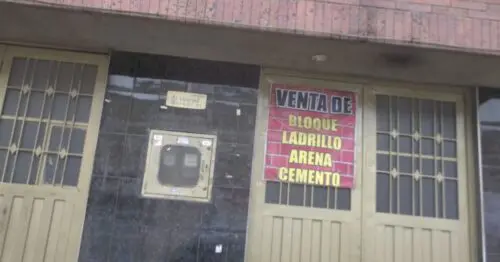 VENTA DE
BLOQUE
LADRILLO
ARENA
CEMENTO